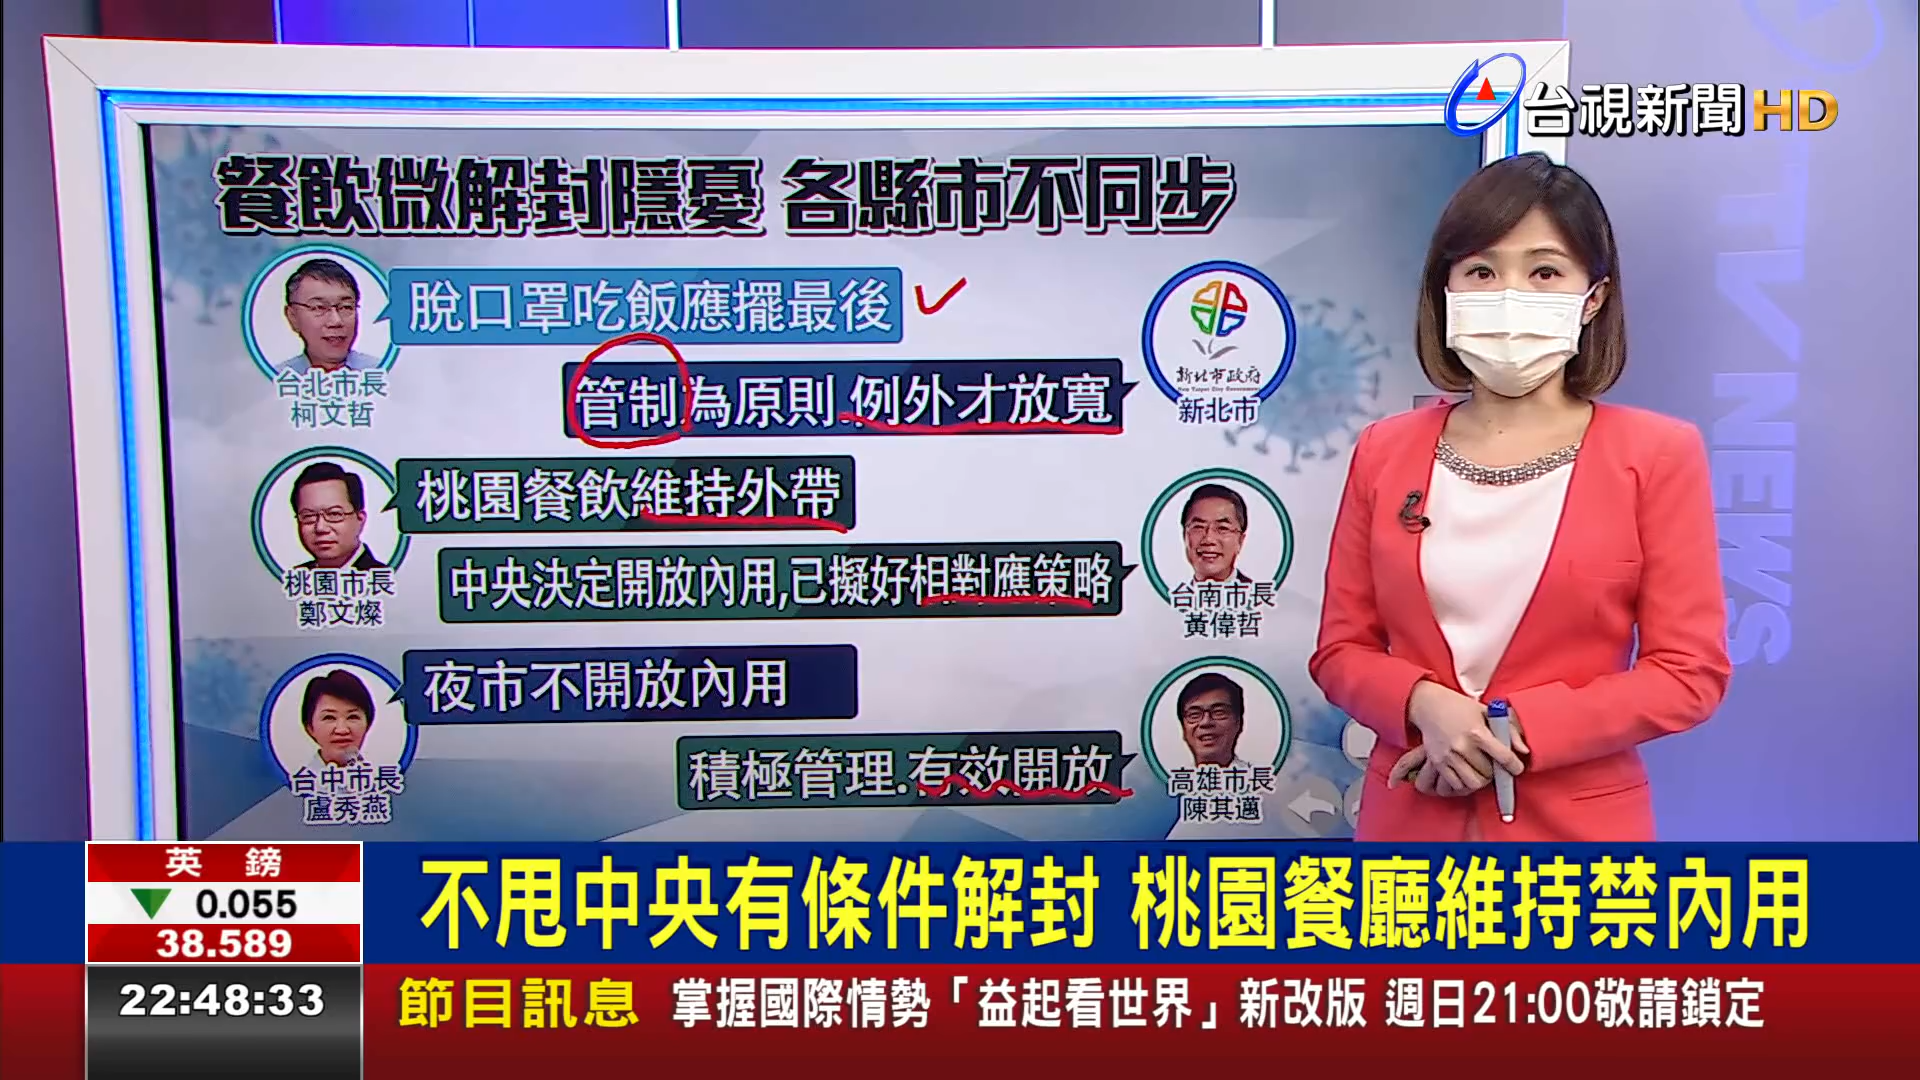 台視新聞HD
餐飲微解封隱憂 各縣市不同步
脫口罩吃飯應擺最後
台北市長
柯文哲
管制為原則.例外才放寬
新北市政府
New Taipei City Government
新北市
桃園餐飲維持外帶
桃園市長
鄭文燦
中央決定開放內用,已擬好相對應策略
台南市長
黃偉哲
夜市不開放內用
台中市長
盧秀燕
積極管理.有效開放
高雄市長
陳其邁
TTV NEWS
英鎊
0.055
38.589
不甩中央有條件解封 桃園餐廳維持禁內用
22:48:33
節目訊息 掌握國際情勢「益起看世界」新改版 週日21:00敬請鎖定